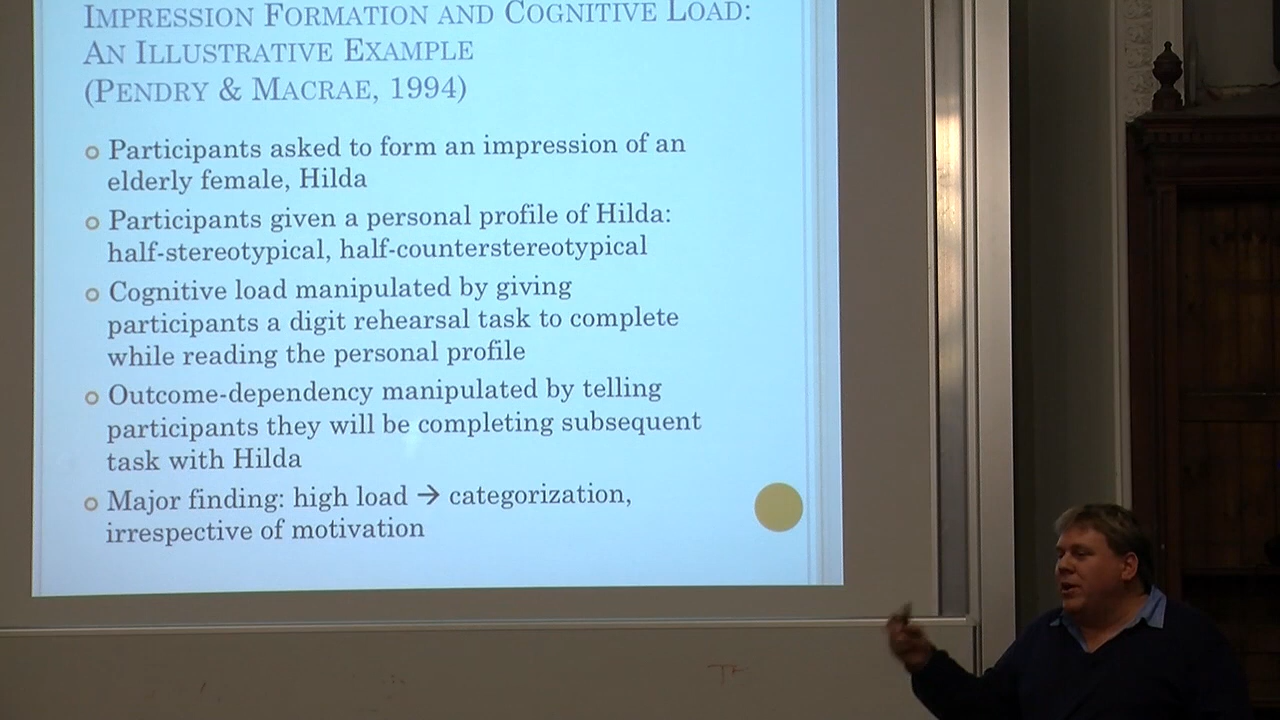 IMPRESSION FORMATION AND COGNITIVE LOAD:
AN ILLUSTRATIVE EXAMPLE
(PENDRY & MACRAE, 1994)
Participants asked to form an impression of an
elderly female, Hilda
Participants given a personal profile of Hilda:
half-stereotypical, half-counterstereotypical
Cognitive load manipulated by giving
participants a digit rehearsal task to complete
while reading the personal profile
Outcome-dependency manipulated by telling
participants they will be completing subsequent
task with Hilda
Major finding: high load → categorization,
irrespective of motivation